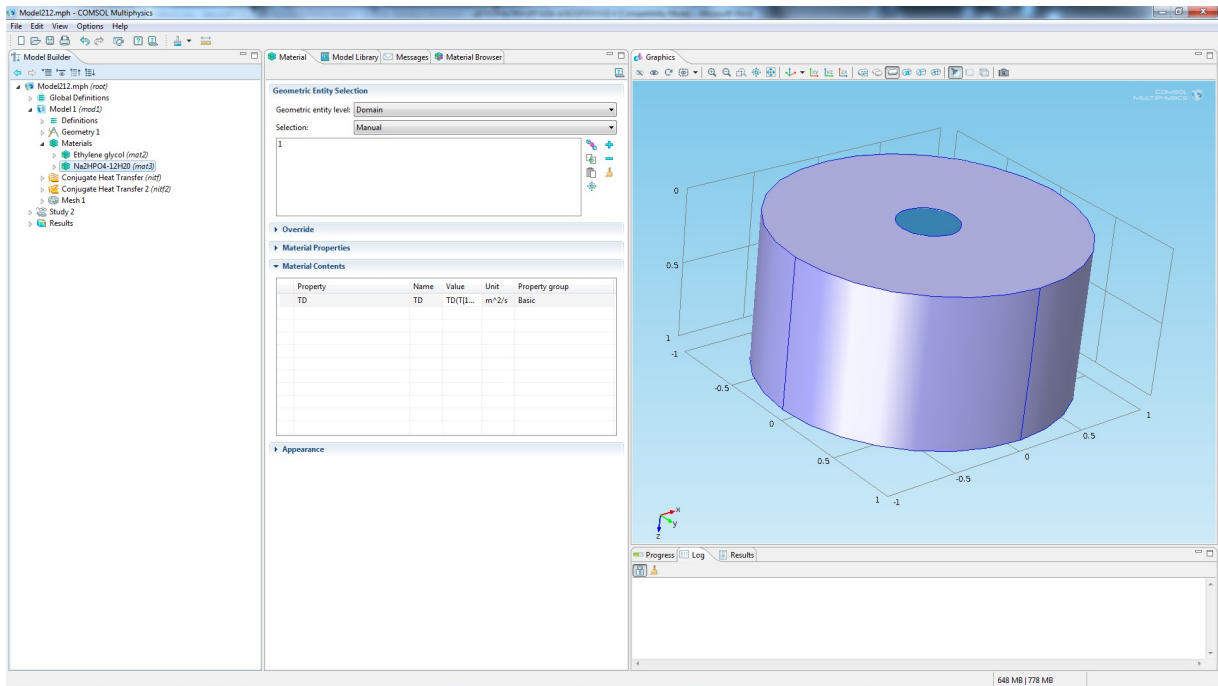 Model212.mph - COMSOL Multiphysics
File Edit View Options Help
Model Builder
Model212.mph (root)
Global Definitions
Model 1 (mod1)
Definitions
Geometry 1
Materials
Ethylene glycol (mat2)
Na2HPO4-12H20 (mat3)
Conjugate Heat Transfer (nitf)
Conjugate Heat Transfer 2 (nitf2)
Mesh 1
Study 2
Results
Material Model Library Messages Material Browser
Geometric Entity Selection
Geometric entity level: Domain
Selection: Manual
1
Override
Material Properties
Material Contents
Property Name Value Unit Property group
TD TD TD(T[1... m^2/s Basic
Appearance
Graphics
COMSOL
MULTIPHYSICS
0
0.5
1
-1
-0.5
0
0.5
1
-1
-0.5
0
0.5
1
x
y
z
Progress Log Results
648 MB | 778 MB